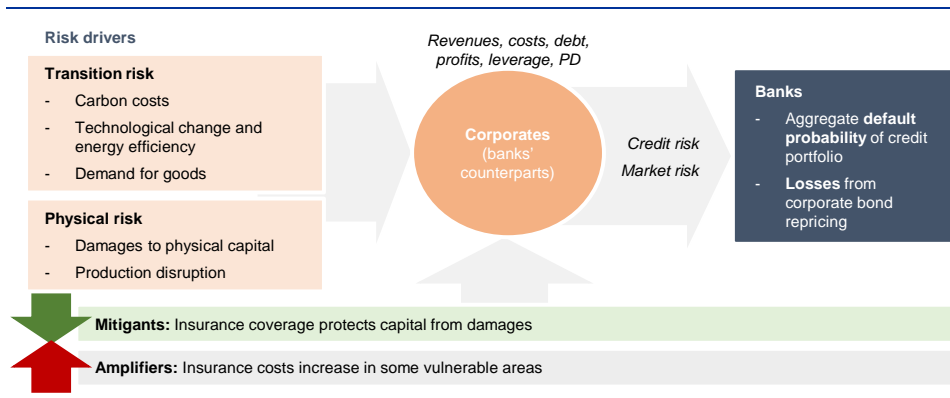 Risk drivers
Transition risk
- Carbon costs
- Technological change and
energy efficiency
- Demand for goods
Physical risk
- Damages to physical capital
- Production disruption
Revenues, costs, debt,
profits, leverage, PD
Corporates
(banks'
counterparts)
Credit risk
Market risk
Banks
- Aggregate default
probability of credit
portfolio
- Losses from
corporate bond
repricing
Mitigants: Insurance coverage protects capital from damages
Amplifiers: Insurance costs increase in some vulnerable areas